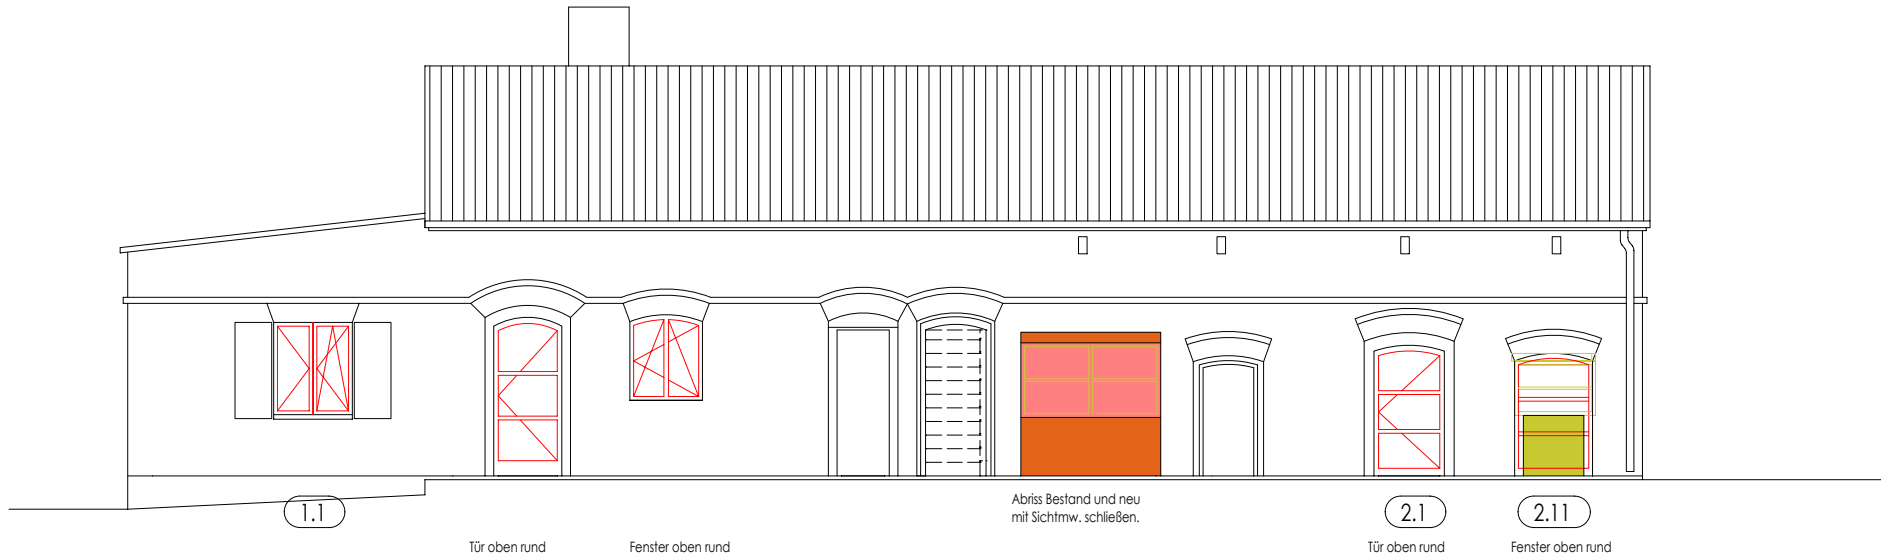 Abriss Bestand und neu
mit Sichtmw. schließen.
1.1
2.1
2.11
Tür oben rund
Fenster oben rund
Tür oben rund
Fenster oben rund